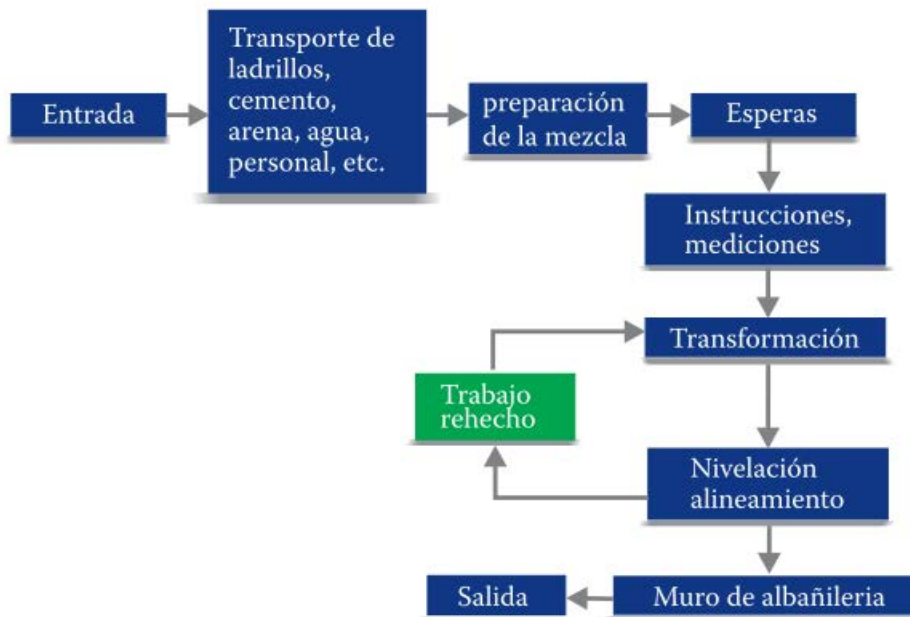 Entrada
Transporte de
ladrillos,
cemento,
arena, agua,
personal, etc.
preparación
de la mezcla
Esperas
Instrucciones,
mediciones
Transformación
Trabajo
rehecho
Nivelación
alineamiento
Muro de albañileria
Salida